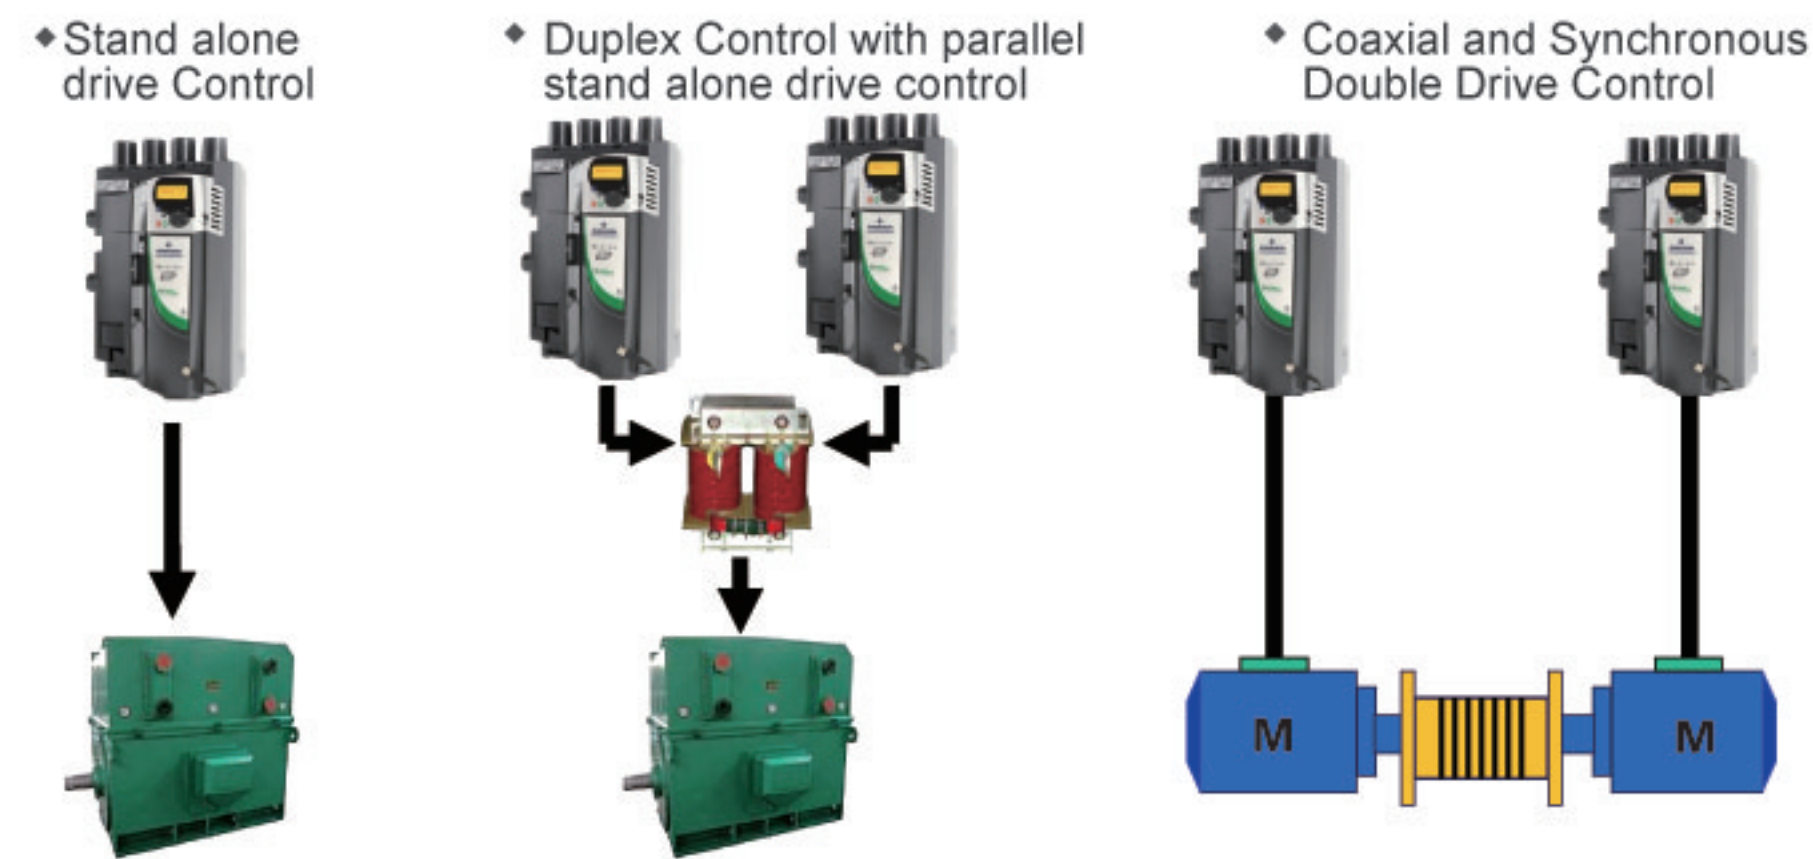 Stand alone
drive Control
Duplex Control with parallel
stand alone drive control
Coaxial and Synchronous
Double Drive Control
M
M